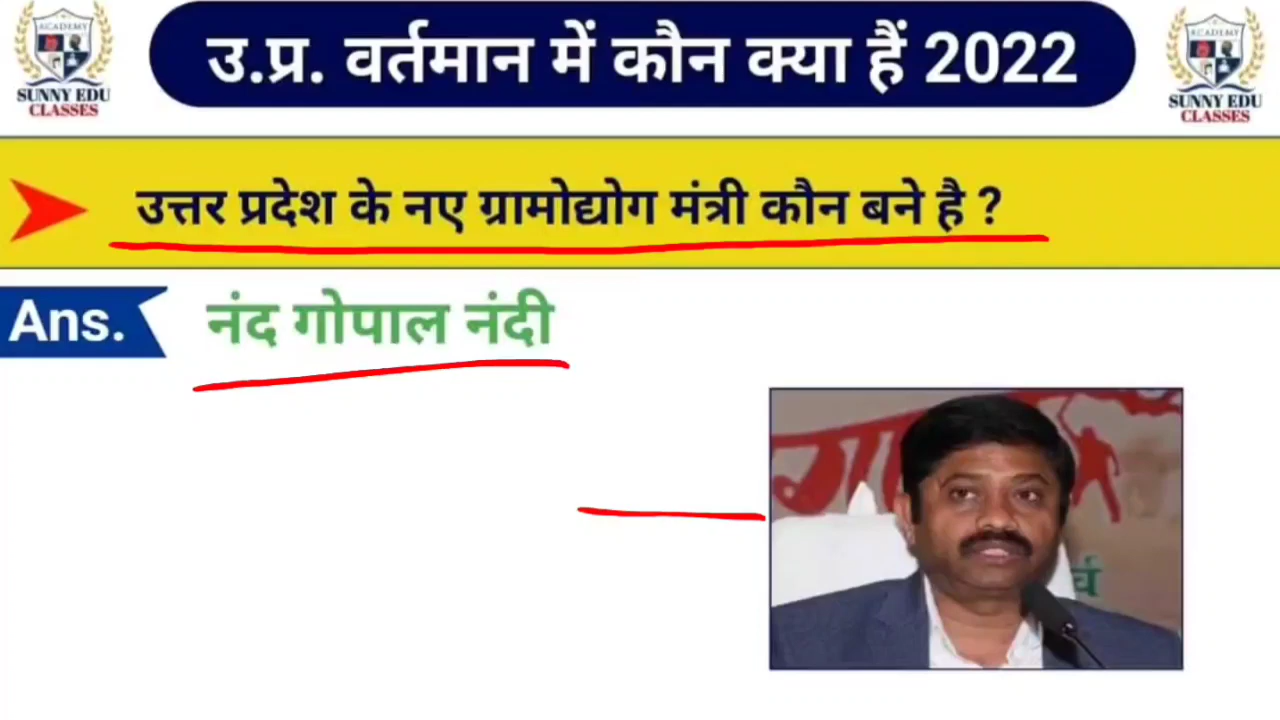 ACADEMY
SUNNY EDU
CLASSES
उ.प्र. वर्तमान में कौन क्या हैं 2022
ACADEMY
SUNNY EDU
CLASSES
उत्तर प्रदेश के नए ग्रामोद्योग मंत्री कौन बने है ?
Ans.
नंद गोपाल नंदी
र्व